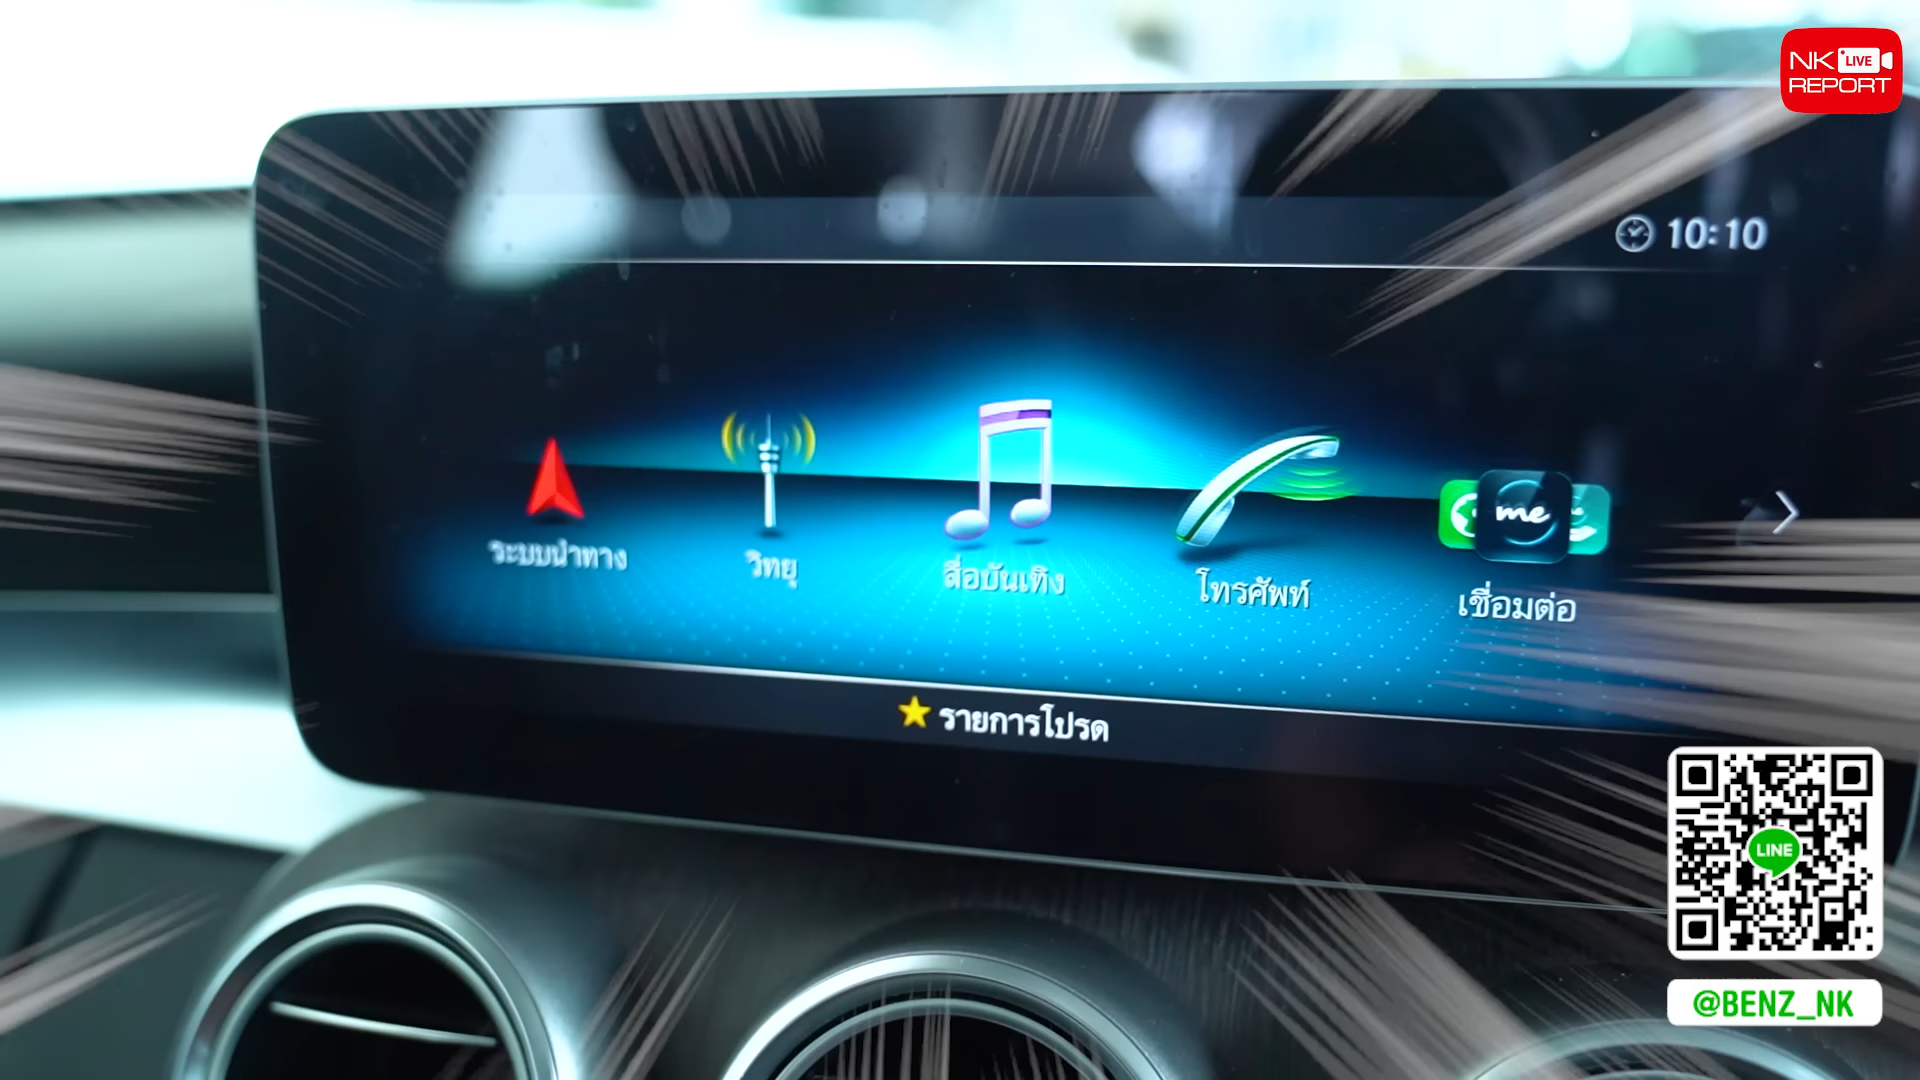 NK LIVE
REPORT
10:10
me
ระบบนำทาง
วิทยุ
สื่อบันเทิง
โทรศัพท์
เชื่อมต่อ
รายการโปรด
LINE
@BENZ_NK